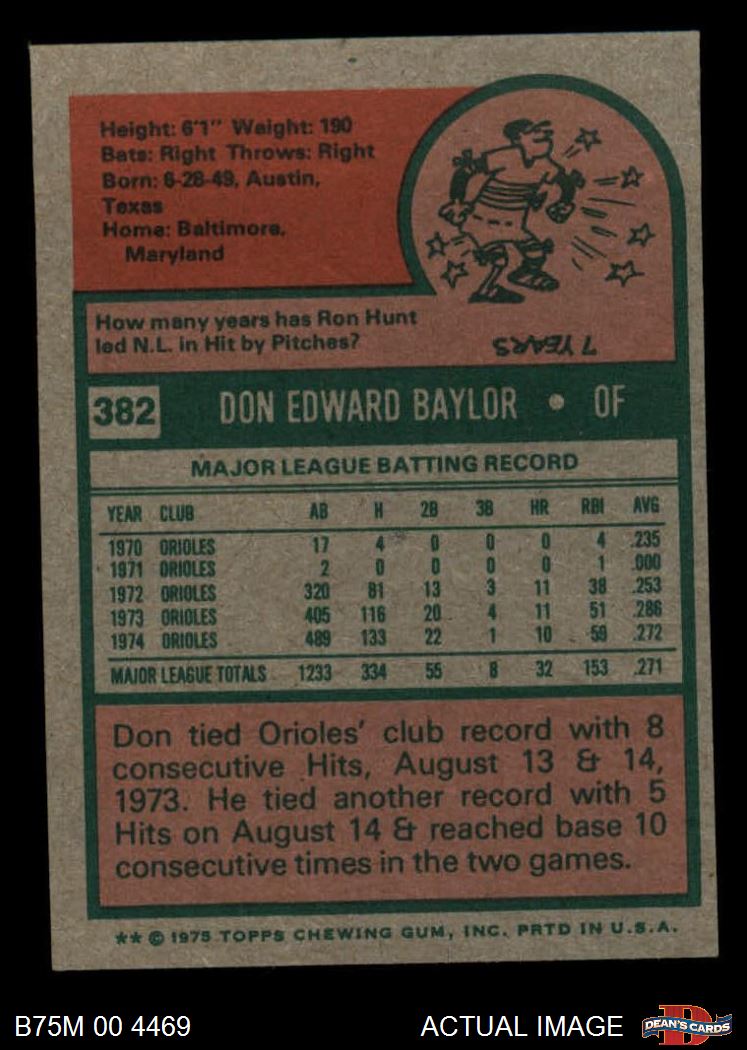 Height: 6'1" Weight: 190
Bats: Right Throws: Right
Born: 6-28-49, Austin,
Texas
Home: Baltimore,
Maryland
How many years has Ron Hunt
led N.L. in Hit by Pitches?
7 YEARS
382 DON EDWARD BAYLOR • OF
MAJOR LEAGUE BATTING RECORD
YEAR CLUB AB H 2B 3B HR RBI AVG
1970 ORIOLES 17 4 0 0 0 4 .235
1971 ORIOLES 2 0 0 0 0 1 .000
1972 ORIOLES 320 81 13 3 11 38 .253
1973 ORIOLES 405 116 20 4 11 51 .286
1974 ORIOLES 489 133 22 1 10 59 .272
MAJOR LEAGUE TOTALS 1233 334 55 8 32 153 .271
Don tied Orioles' club record with 8
consecutive Hits, August 13 & 14,
1973. He tied another record with 5
Hits on August 14 & reached base 10
consecutive times in the two games.
** © 1975 TOPPS CHEWING GUM, INC. PRTD IN U.S.A.
B75M 00 4469 ACTUAL IMAGE DEAN'S CARDS